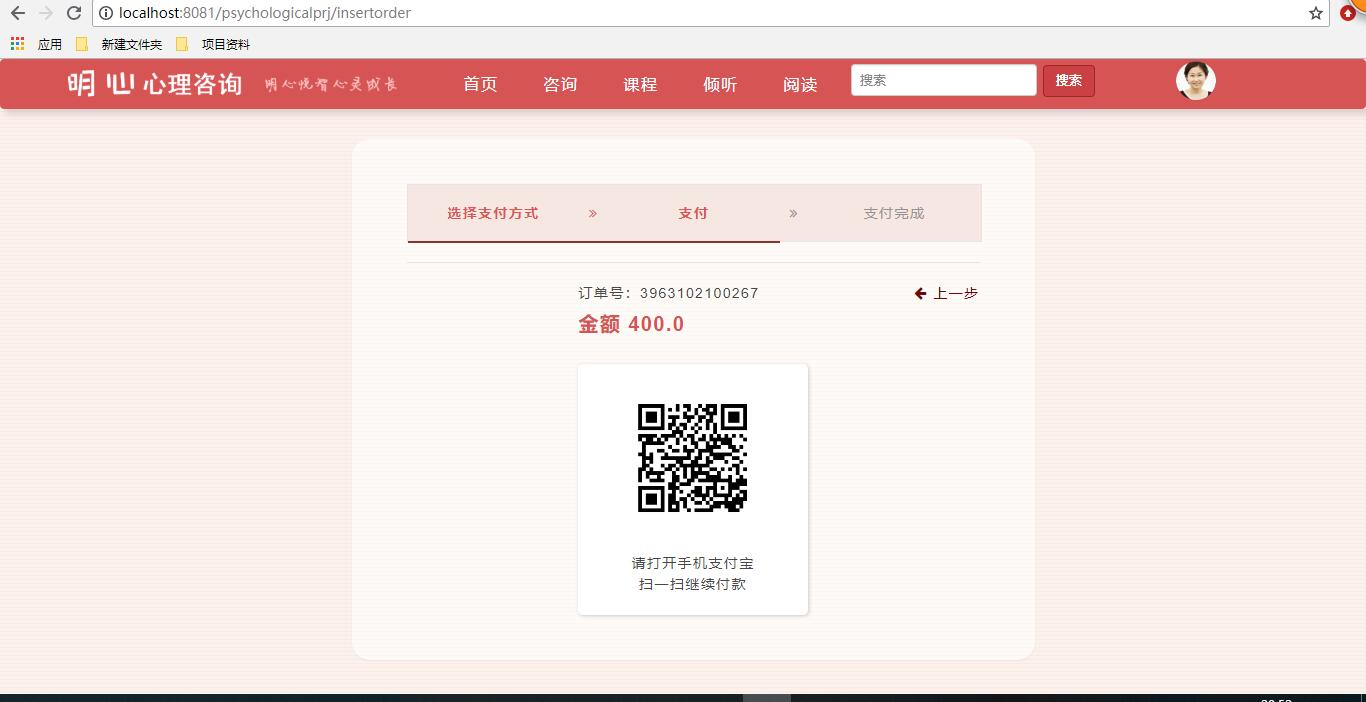 localhost:8081/psychologicalprj/insertorder
应用 新建文件夹 项目资料
明心 心理咨询 明心悦智心灵成长 首页 咨询 课程 倾听 阅读 搜索 搜索
选择支付方式 » 支付 » 支付完成
订单号：3963102100267 上一步
金额 400.0
请打开手机支付宝
扫一扫继续付款